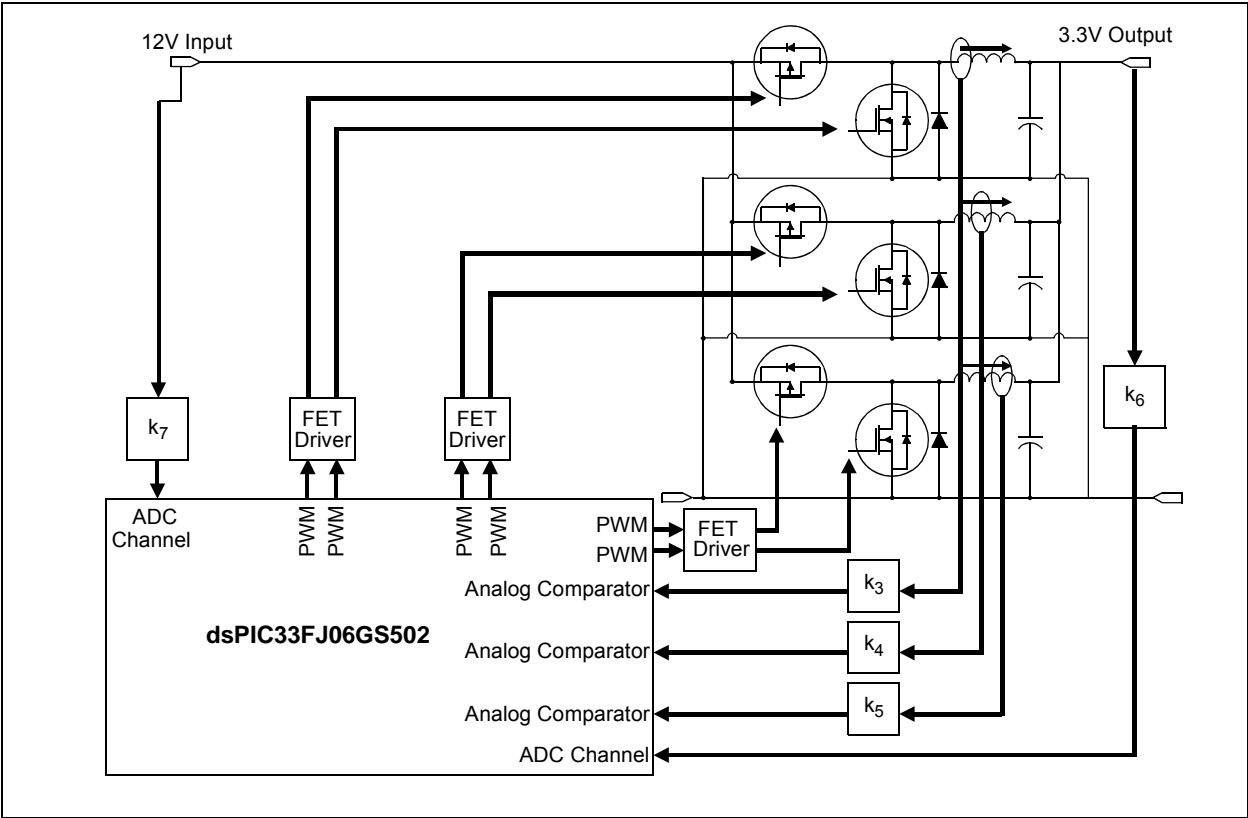 12V Input
3.3V Output
k7
FET
Driver
FET
Driver
k6
ADC
Channel
PWM
PWM
PWM
PWM
PWM
PWM
FET
Driver
Analog Comparator
k3
dsPIC33FJ06GS502
Analog Comparator
k4
Analog Comparator
k5
ADC Channel